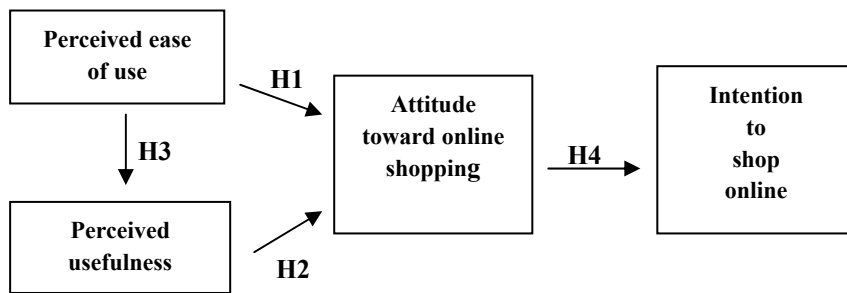 Perceived ease
of use
H1
Attitude
toward online
shopping
Intention
to
shop
online
H3
H4
Perceived
usefulness
H2